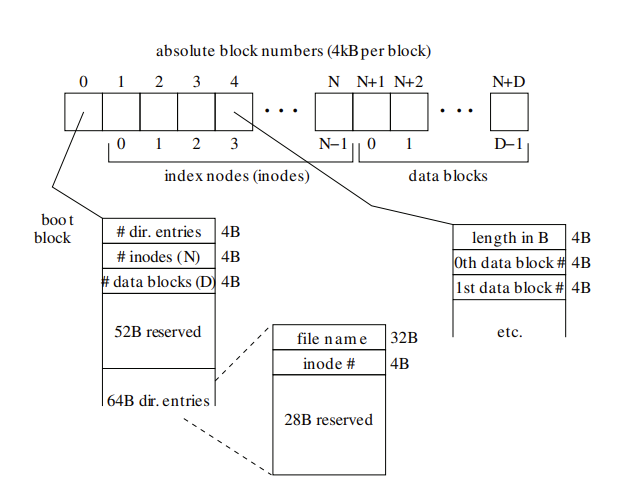 absolute block numbers (4kB per block)
0 1 2 3 4 N N+1 N+2 N+D
. . . . . .
0 1 2 3 N−1 0 1 D−1
index nodes (inodes) data blocks
boot
block
# dir. entries 4B
# inodes (N) 4B
# data blocks (D) 4B
52B reserved
64B dir. entries
length in B 4B
0th data block # 4B
1st data block # 4B
etc.
file name 32B
inode # 4B
28B reserved